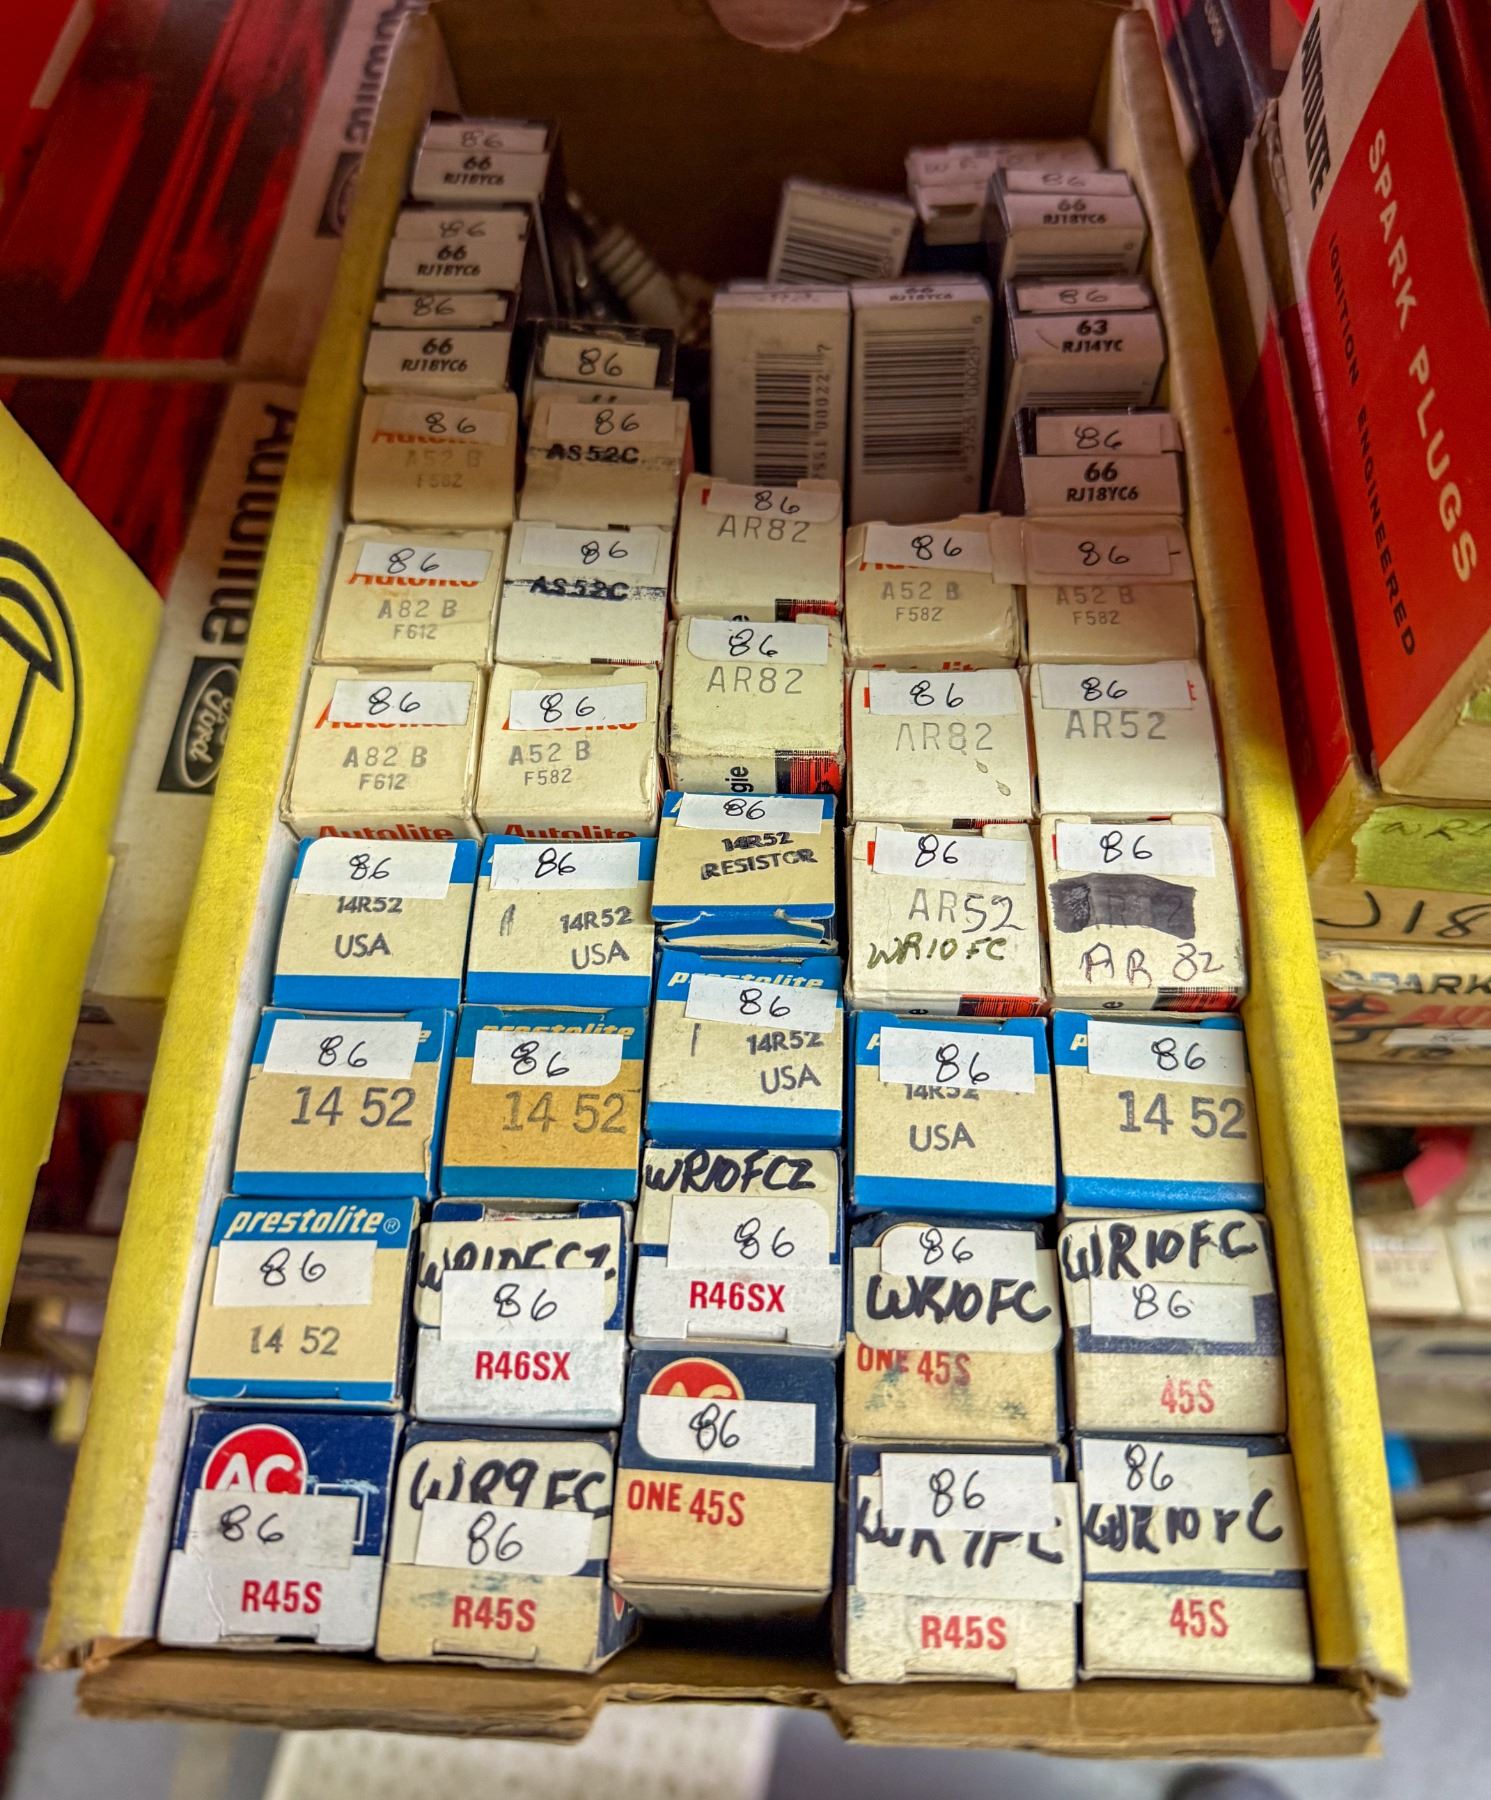 86
66
RJ18YC6
86
66
RJ18YC6
86
66
RJ18YC6
86
86
66
RJ18YC6
86
63
RJ14YC
86
66
RJ18YC6
RJ18YC6
86
Autolite
A52 B
F582
86
AS52C
86
AR82
86
Autolite
A82 B
F612
86
AS52C
86
AR82
86
A52 B
F582
86
A52 B
F582
86
Autolite
A82 B
F612
Autolite
86
A52 B
F582
Autolite
86
14R52
RESISTOR
86
AR82
86
AR52
86
14R52
USA
86
14R52
USA
prestolite
86
14R52
USA
86
AR52
WR10FC
86
AR 82
86
14 52
prestolite
86
14 52
WR10FCZ
86
R46SX
86
14R52
USA
86
14 52
prestolite®
86
14 52
WR10FCZ
86
R46SX
AC
86
ONE 45S
86
WR10FC
ONE 45S
WR10FC
86
45S
AC
86
R45S
WR9FC
86
R45S
86
R45S
86
WR10FC
45S
Automotive
Ford
AUTOLITE
SPARK PLUGS
IGNITION ENGINEERED
J18
SPARK